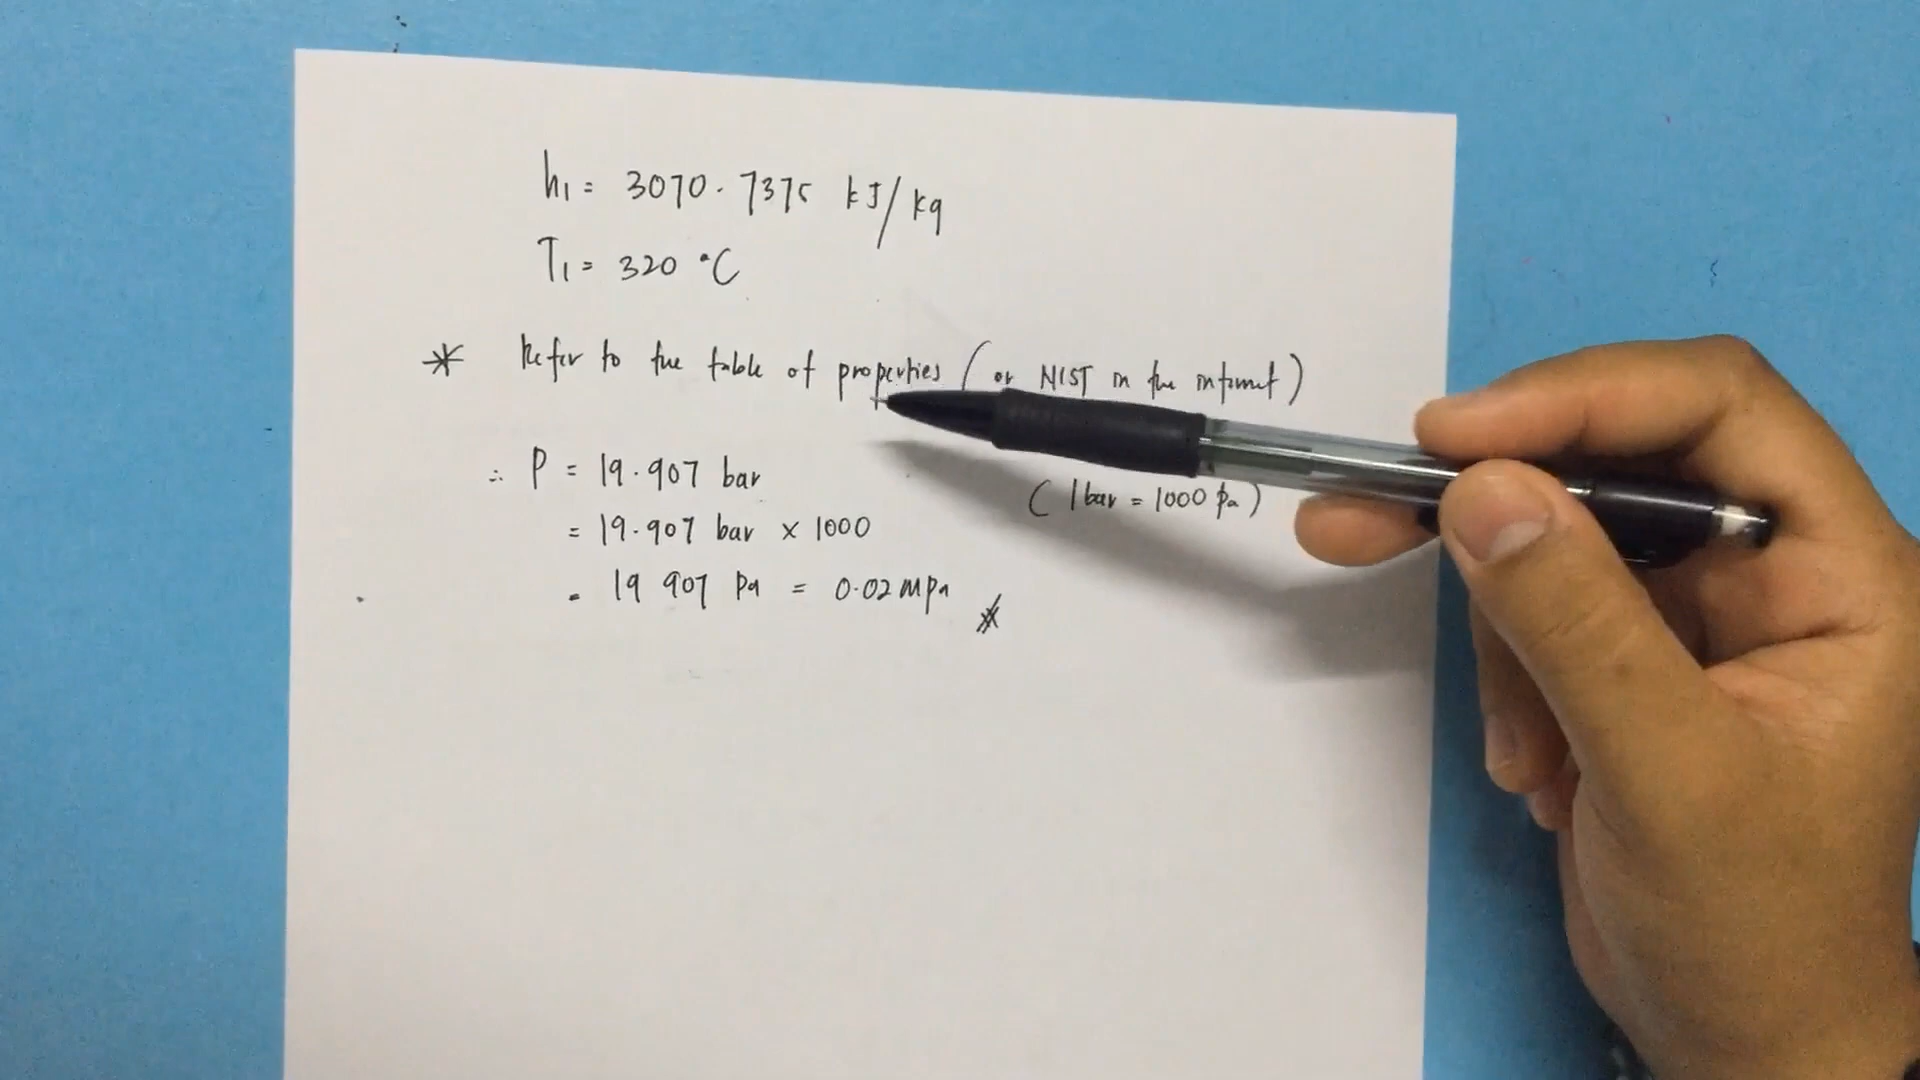 h1 = 3070.7375 kJ/kg
T1 = 320 °C
* Refer to the table of properties (or NIST in the internet)
∴ P = 19.907 bar
(1 bar = 1000 pa)
= 19.907 bar x 1000
= 19 907 Pa = 0.02 mpa